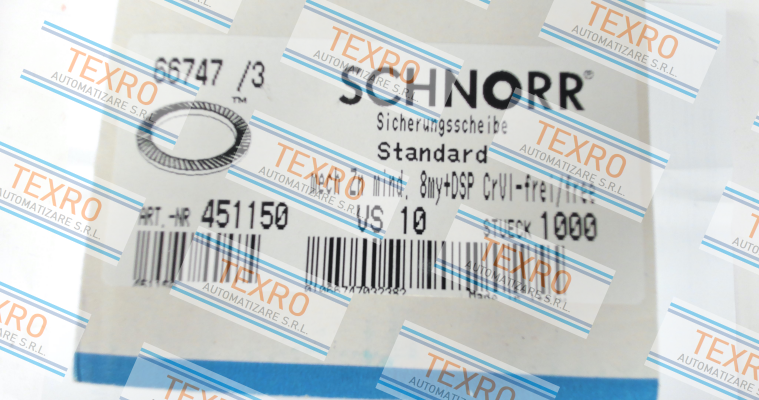 66747 /3
SCHNORR®
™
Sicherungsscheibe
Standard
mech Zn mind. 8my+DSP CrVI-frei/free
ART.-NR 451150 VS 10 STUECK 1000
TEXRO
AUTOMATIZARE S.R.L.